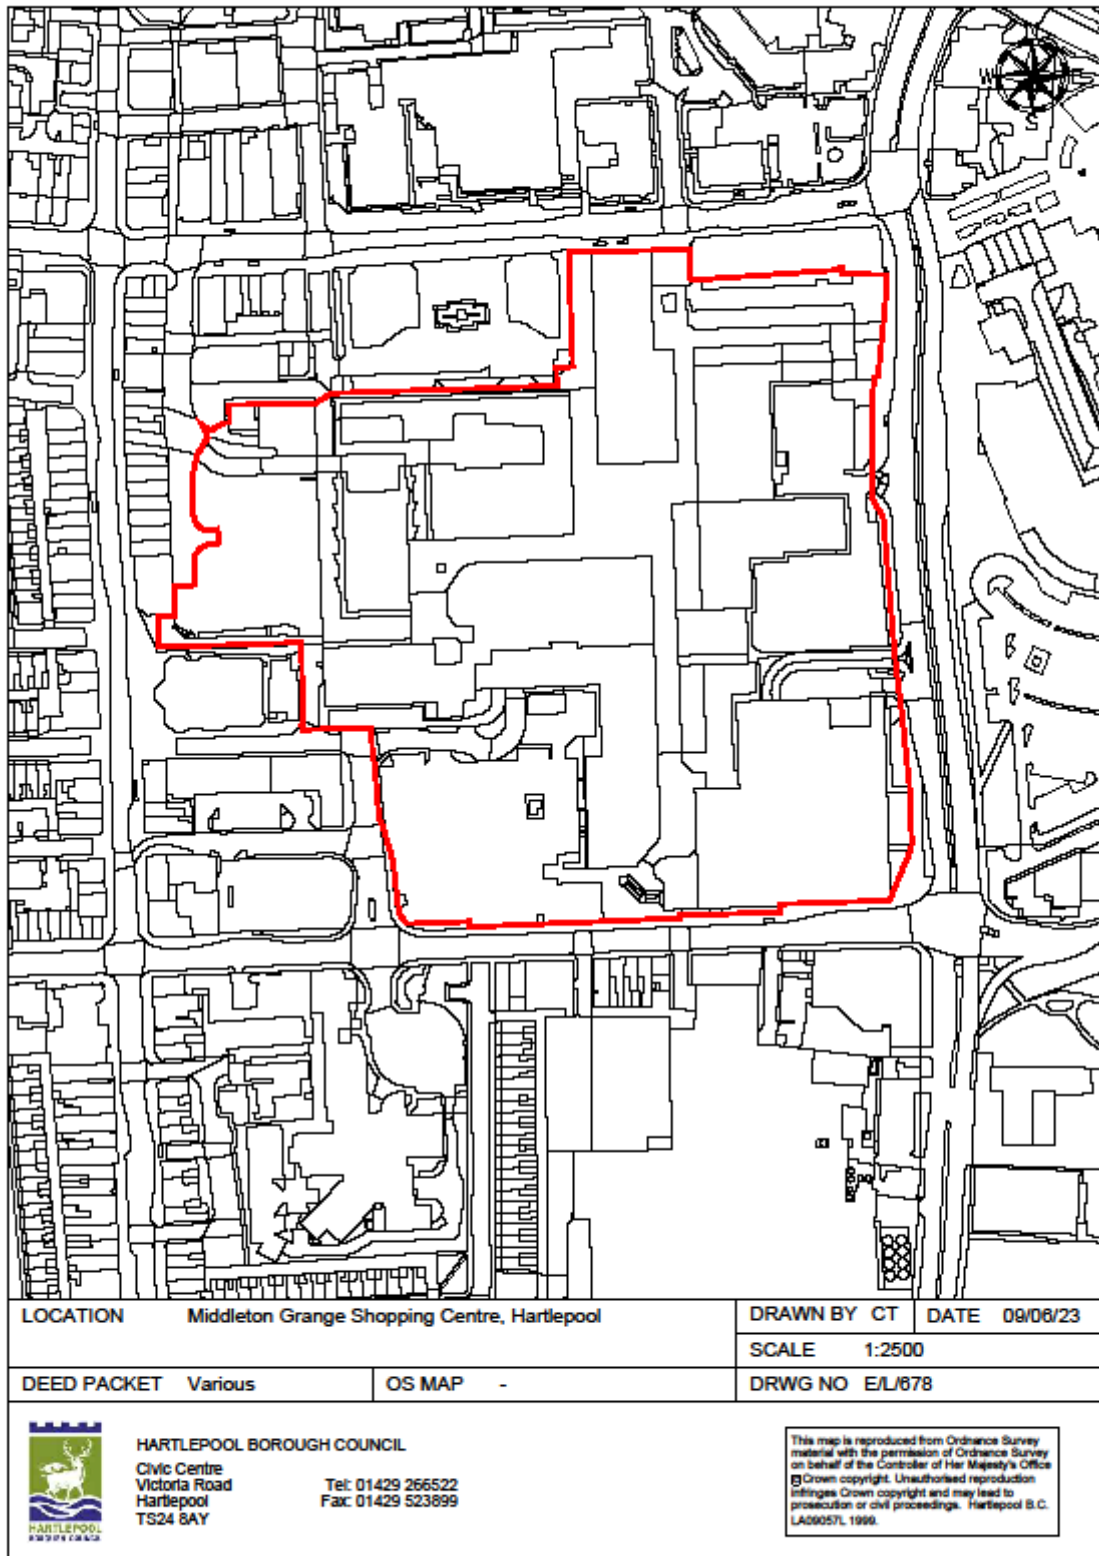 W
S
LOCATION Middleton Grange Shopping Centre, Hartlepool
DRAWN BY CT DATE 09/06/23
SCALE 1:2500
DEED PACKET Various OS MAP - DRWG NO E/L/678
HARTLEPOOL BOROUGH COUNCIL
Civic Centre
Victoria Road Tel: 01429 266522
Hartlepool Fax: 01429 523899
TS24 8AY
HARTLEPOOL
BOROUGH COUNCIL
This map is reproduced from Ordnance Survey
material with the permission of Ordnance Survey
on behalf of the Controller of Her Majesty's Office
Crown copyright. Unauthorised reproduction
infringes Crown copyright and may lead to
prosecution or civil proceedings. Hartlepool B.C.
LA09057L 1999.